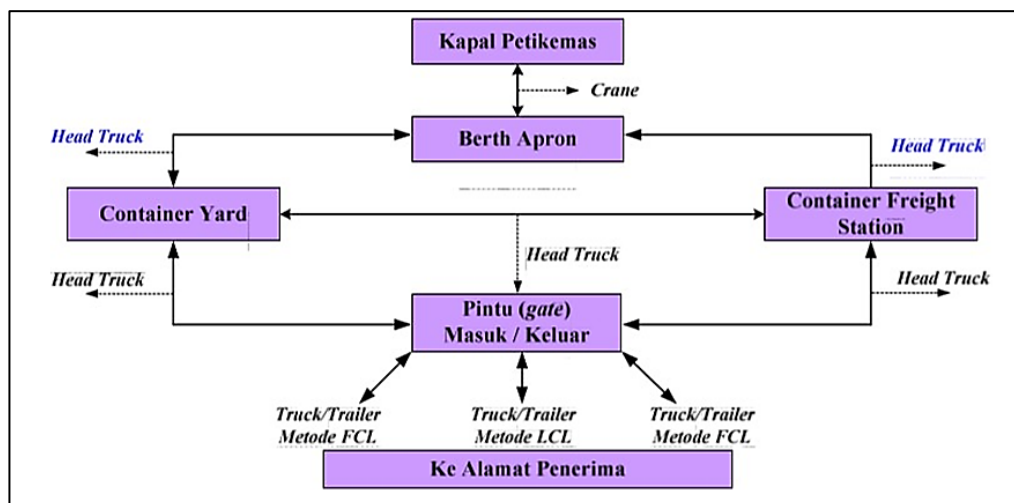 Kapal Petikemas
Crane
Berth Apron
Head Truck
Head Truck
Container Yard
Container Freight
Station
Head Truck
Head Truck
Head Truck
Pintu (gate)
Masuk / Keluar
Truck/Trailer
Metode FCL
Truck/Trailer
Metode LCL
Truck/Trailer
Metode FCL
Ke Alamat Penerima